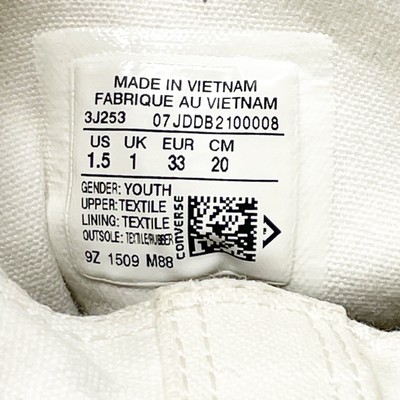 MADE IN VIETNAM
FABRIQUE AU VIETNAM
3J253 07JDDB2100008
US UK EUR CM
1.5 1 33 20
GENDER: YOUTH
UPPER: TEXTILE
LINING: TEXTILE
OUTSOLE: TEXTILE/RUBBER
9Z 1509 M88
CONVERSE